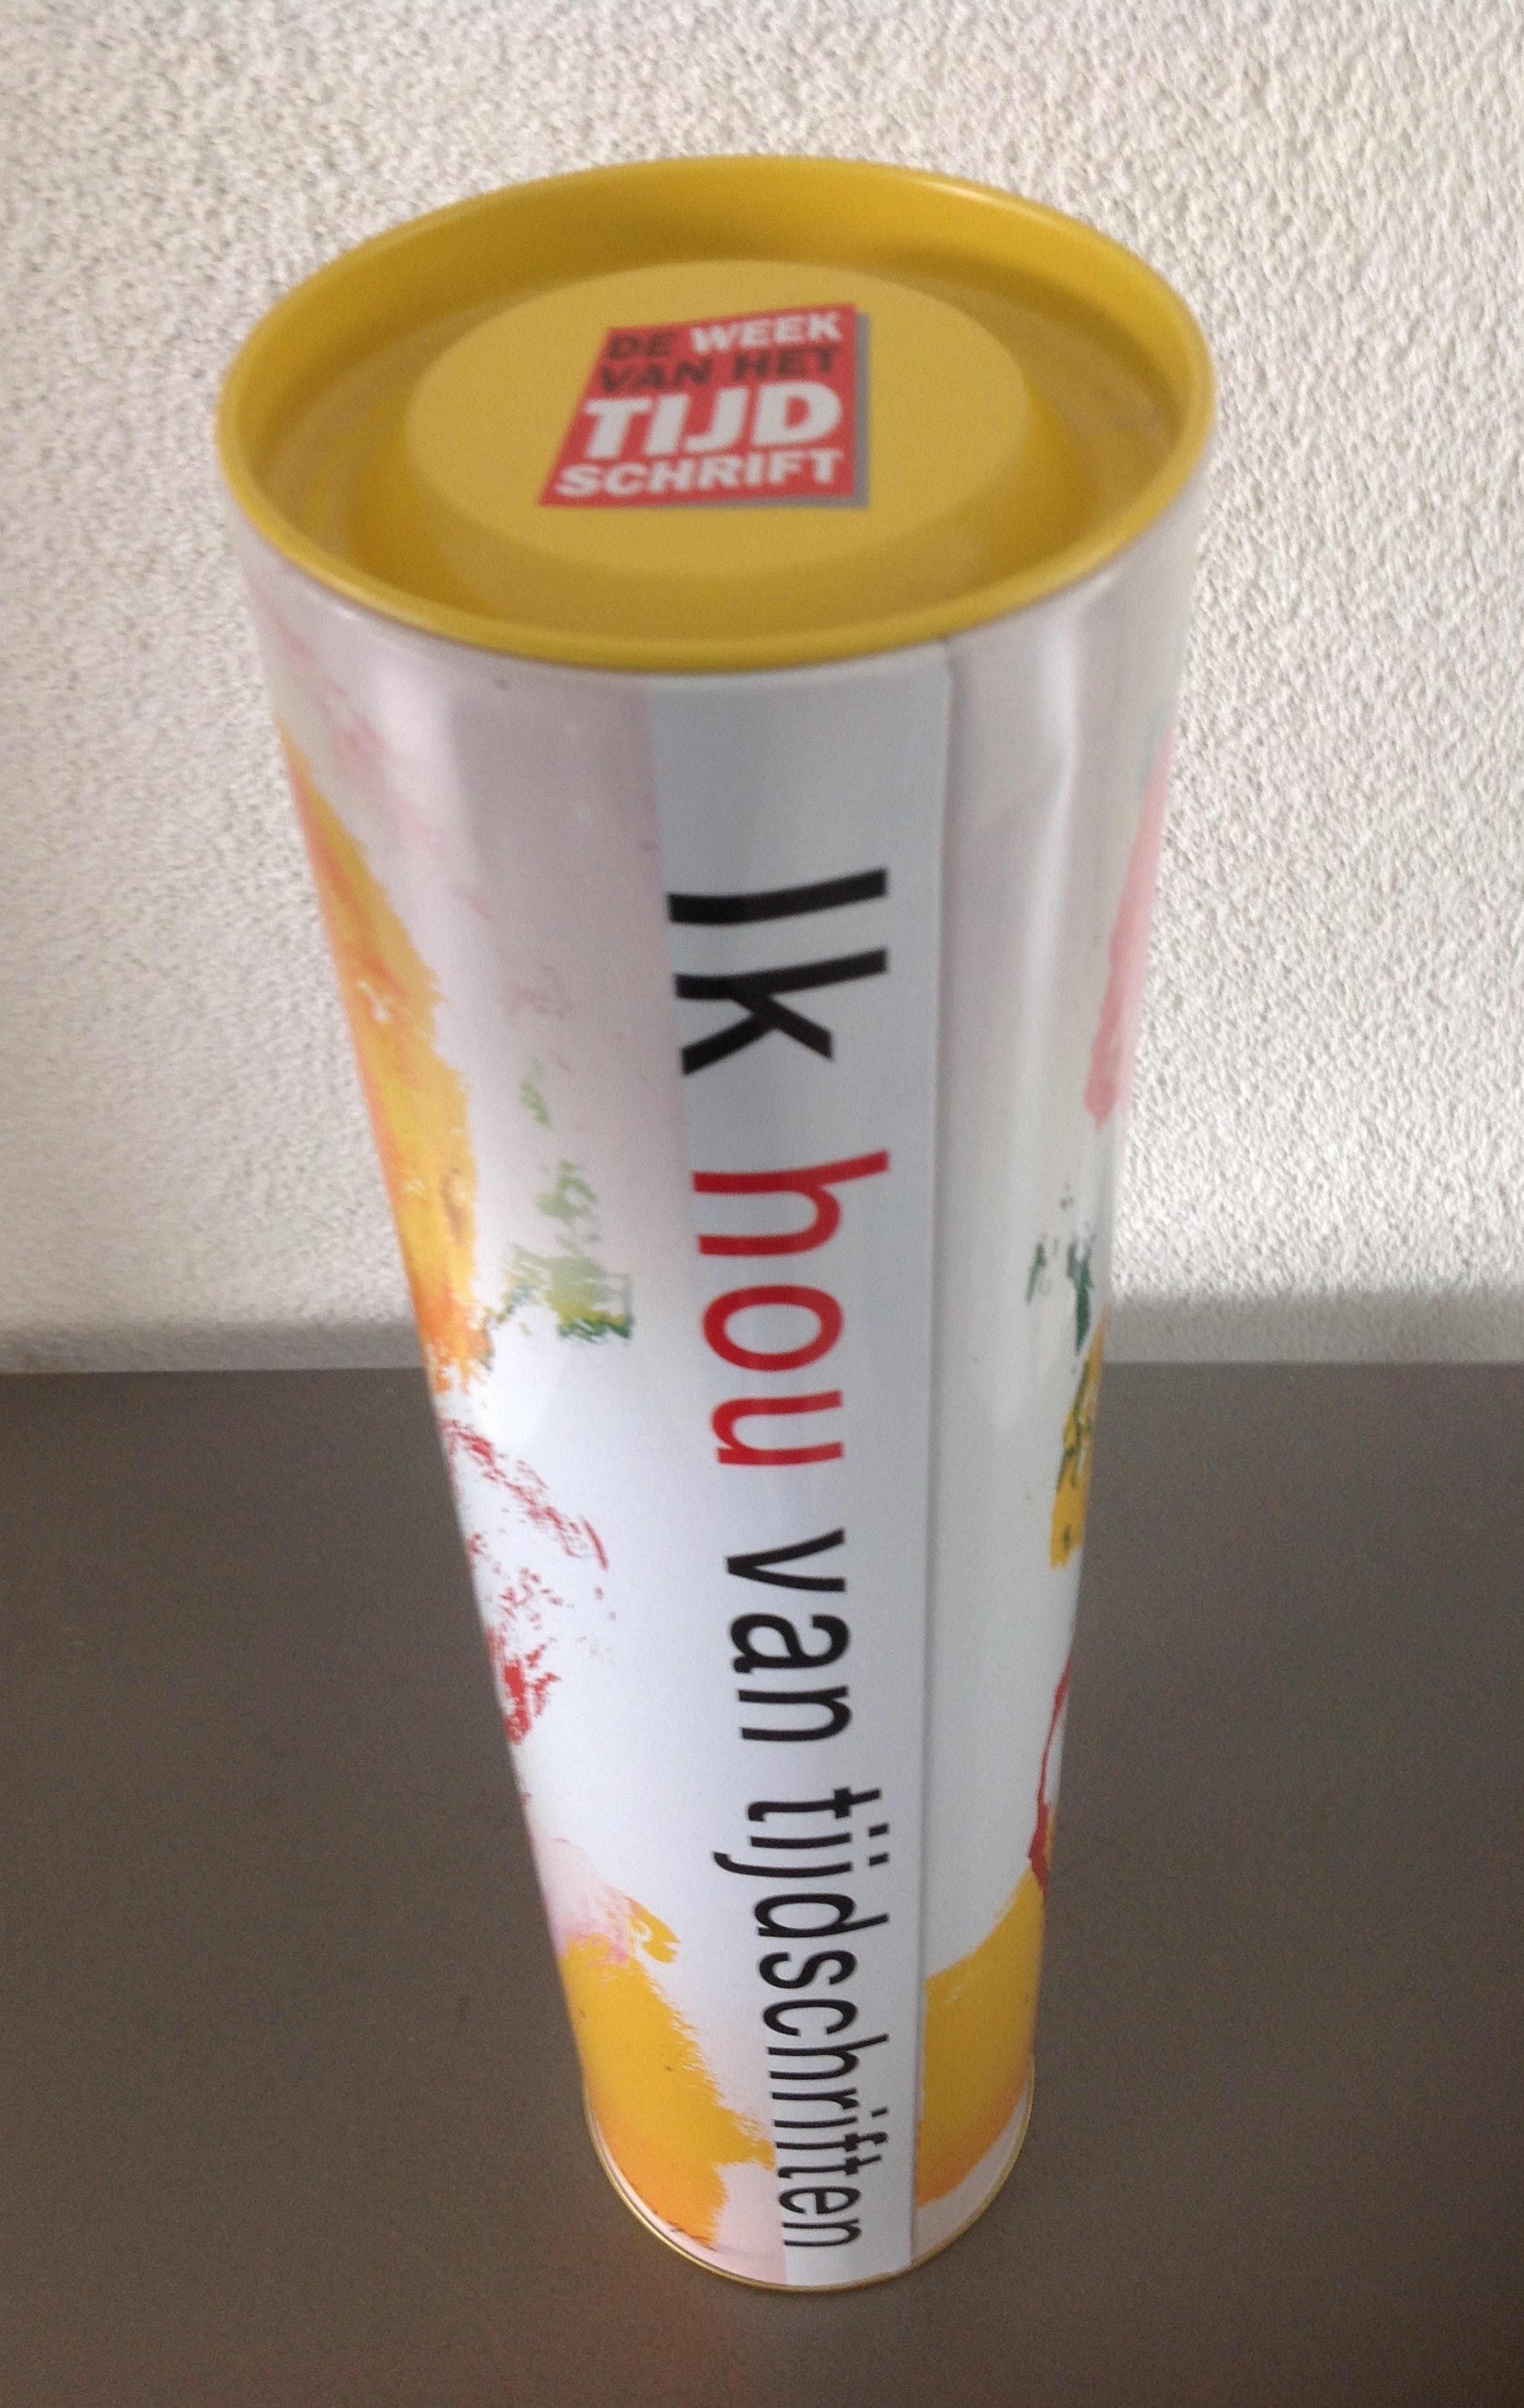 DE WEEK
VAN HET
TIJD
SCHRIFT
Ik hou van tijdschriften